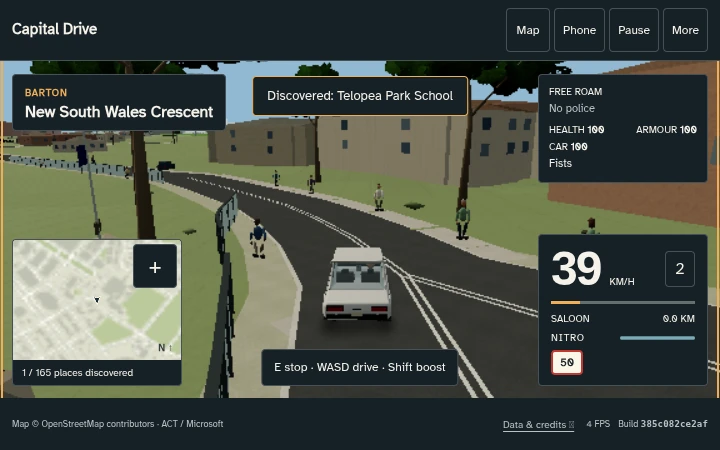 Capital Drive
Map
Phone
Pause
More
BARTON
New South Wales Crescent
Discovered: Telopea Park School
FREE ROAM
No police
HEALTH 100 ARMOUR 100
CAR 100
Fists
39 KM/H 2
SALOON 0.0 KM
NITRO
50
+
N
1 / 165 places discovered
E stop · WASD drive · Shift boost
Map © OpenStreetMap contributors · ACT / Microsoft
Data & credits
4 FPS
Build 385c082ce2af